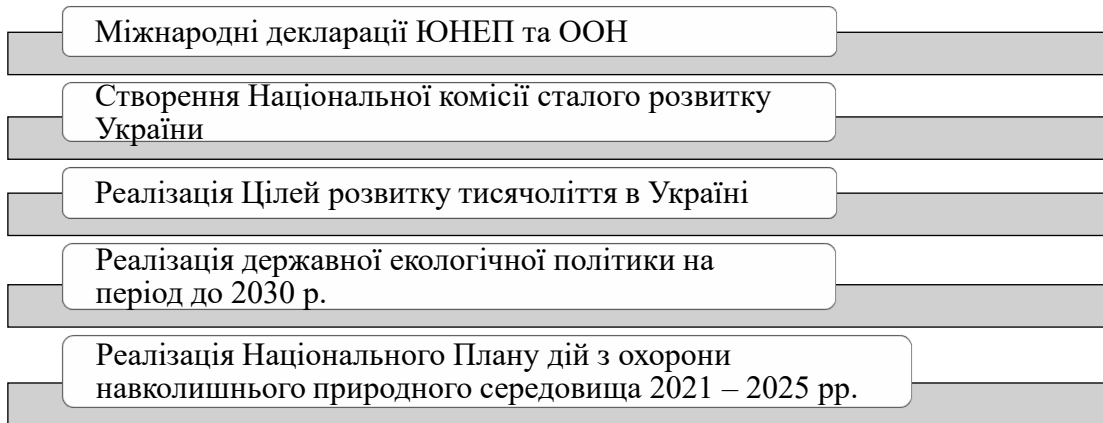 Міжнародні декларації ЮНЕП та ООН
Створення Національної комісії сталого розвитку
України
Реалізація Цілей розвитку тисячоліття в Україні
Реалізація державної екологічної політики на
період до 2030 р.
Реалізація Національного Плану дій з охорони
навколишнього природного середовища 2021 – 2025 рр.